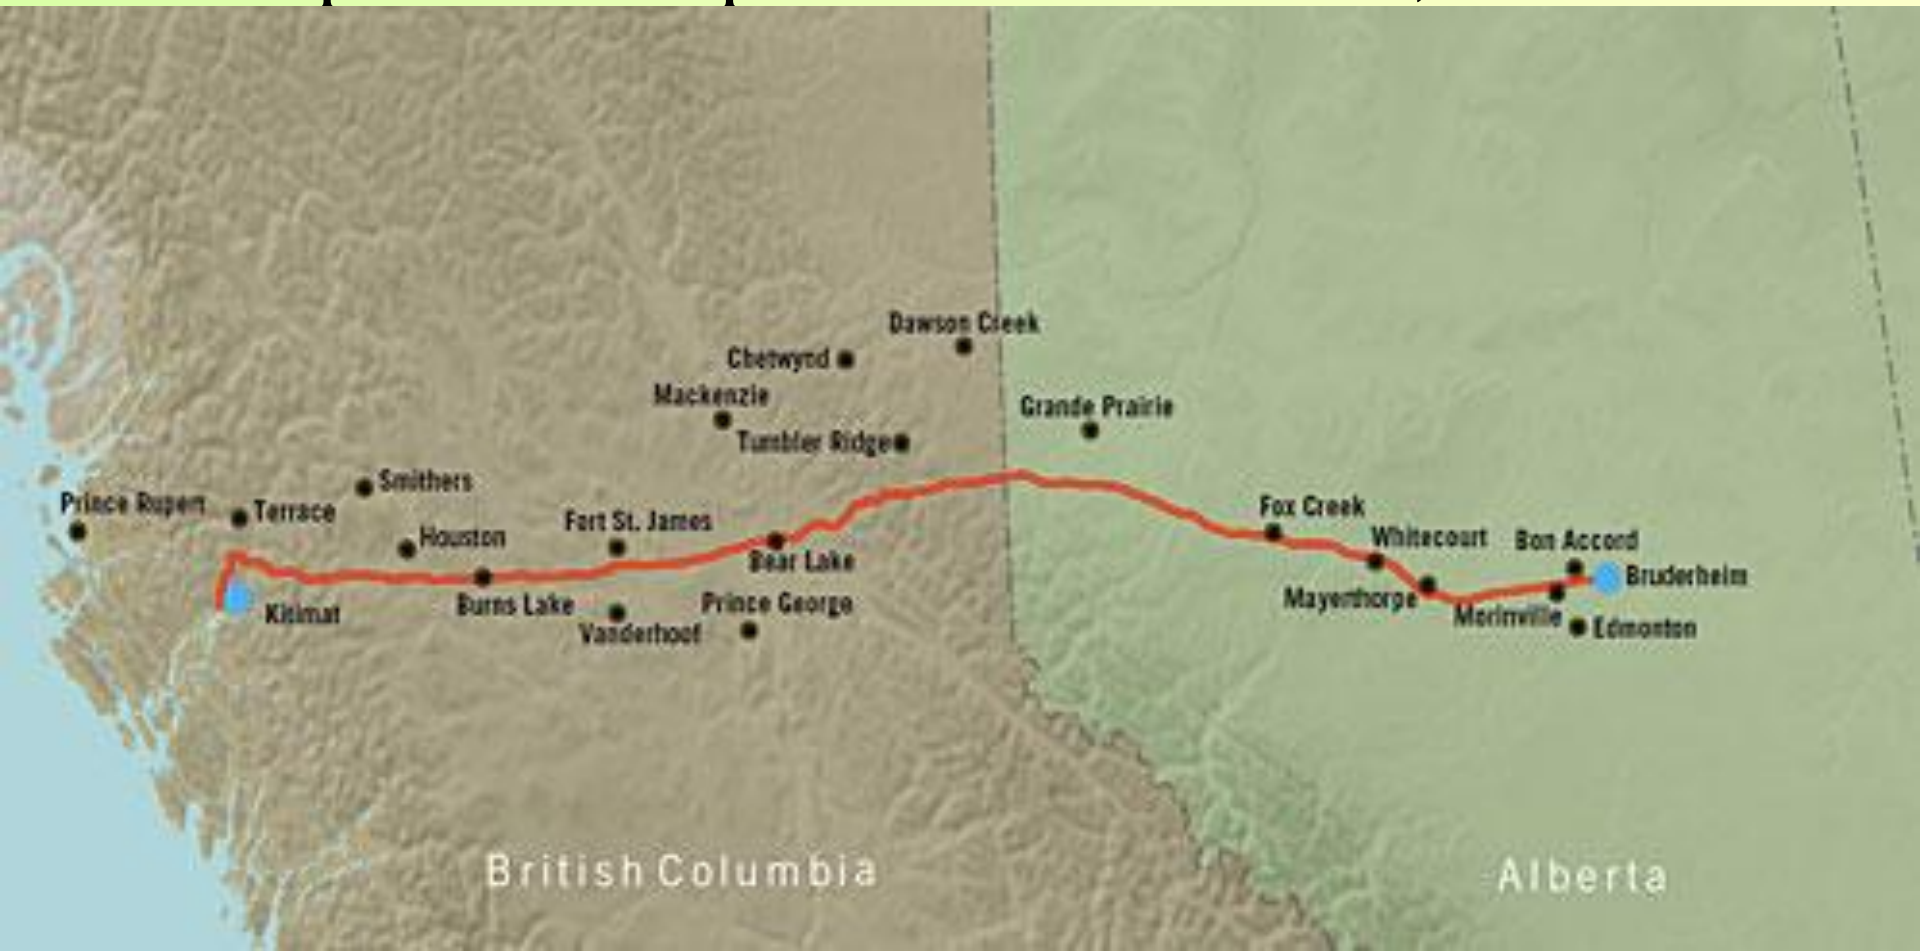 Dawson Creek
Chetwynd
Mackenzie
Grande Prairie
Tumbler Ridge
Smithers
Prince Rupert
Terrace
Fox Creek
Fort St. James
Houston
Whitecourt
Bon Accord
Bear Lake
Bruderheim
Mayerthorpe
Burns Lake
Prince George
Kitimat
Morinville
Vanderhoof
Edmonton
British Columbia
Alberta